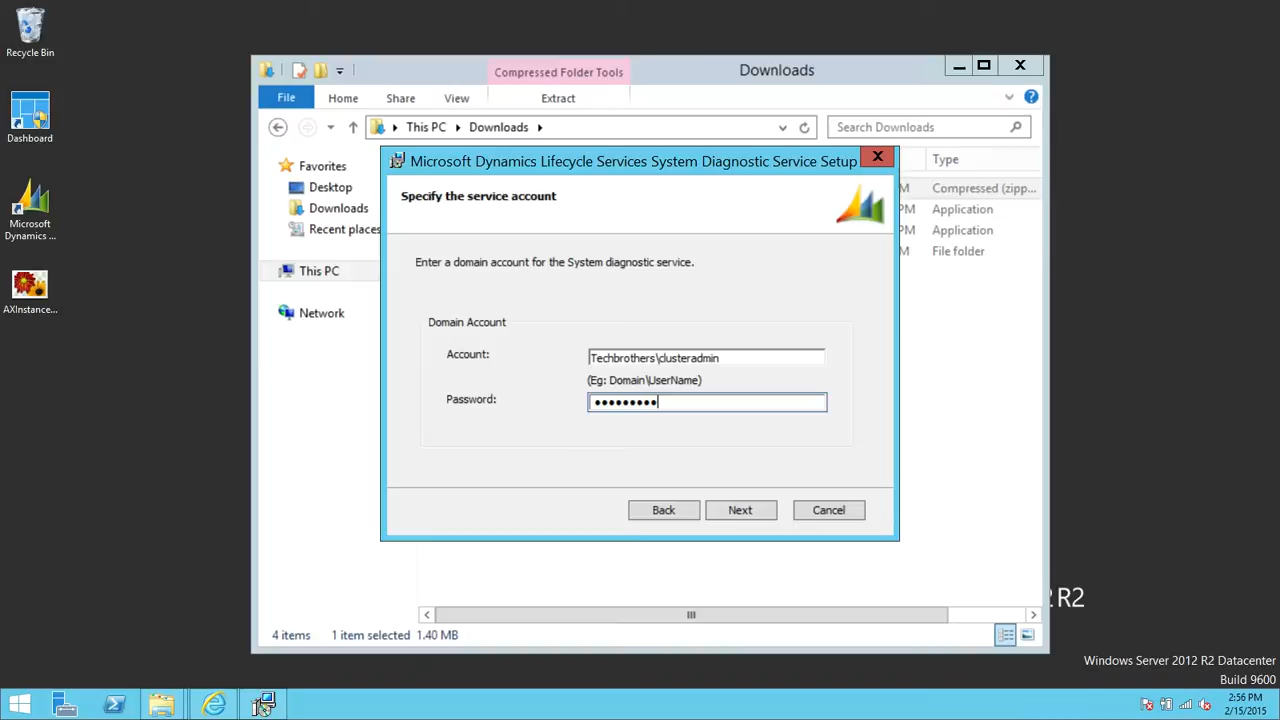 Recycle Bin
Dashboard
Microsoft
Dynamics ...
AXInstance...
Compressed Folder Tools
Downloads
File
Home
Share
View
Extract
This PC
Downloads
Search Downloads
Favorites
Desktop
Downloads
Recent places
This PC
Network
Type
M
Compressed (zipp...
PM
Application
PM
Application
M
File folder
Microsoft Dynamics Lifecycle Services System Diagnostic Service Setup
Specify the service account
Enter a domain account for the System diagnostic service.
Domain Account
Account:
Techbrothers\clusteradmin
(Eg: Domain\UserName)
Password:
•••••••••
Back
Next
Cancel
4 items
1 item selected
1.40 MB
R2
Windows Server 2012 R2 Datacenter
Build 9600
2:56 PM
2/15/2015